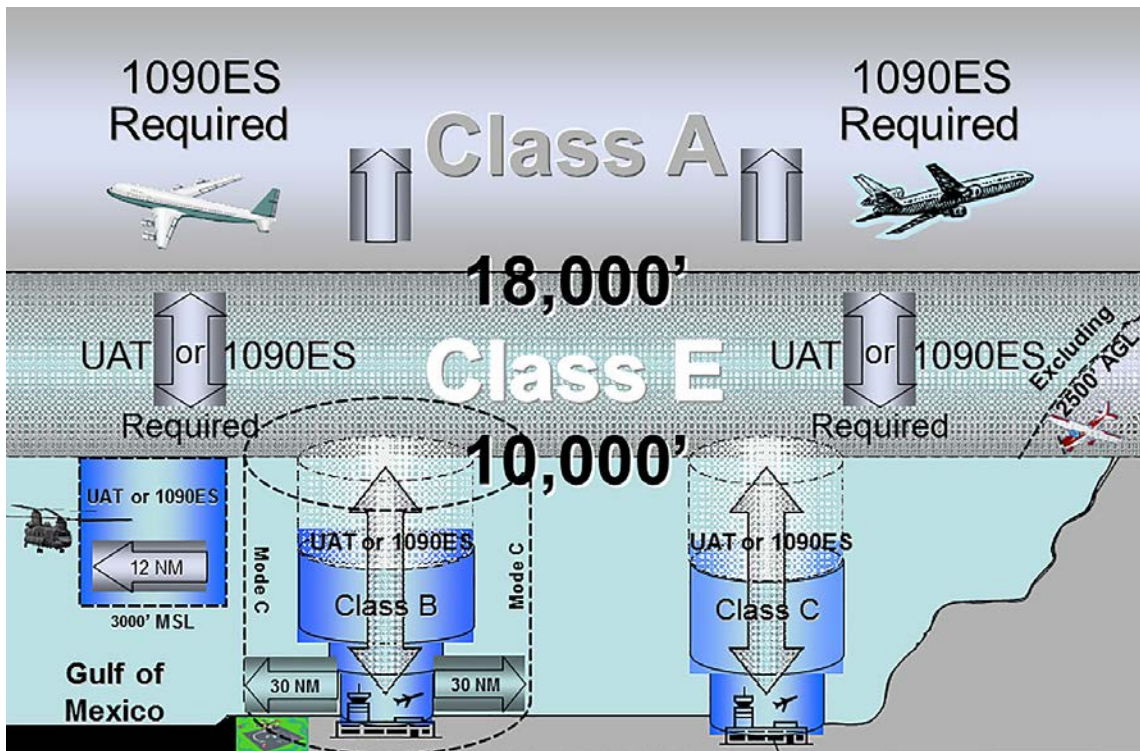 1090ES
Required
1090ES
Required
Class A
18,000’
UAT or 1090ES
Required
Class E
UAT or 1090ES
Required
Excluding
2500’ AGL
10,000’
UAT or 1090ES
12 NM
3000’ MSL
Gulf of
Mexico
Mode C
Mode C
UAT or 1090ES
Class B
30 NM
30 NM
UAT or 1090ES
Class C